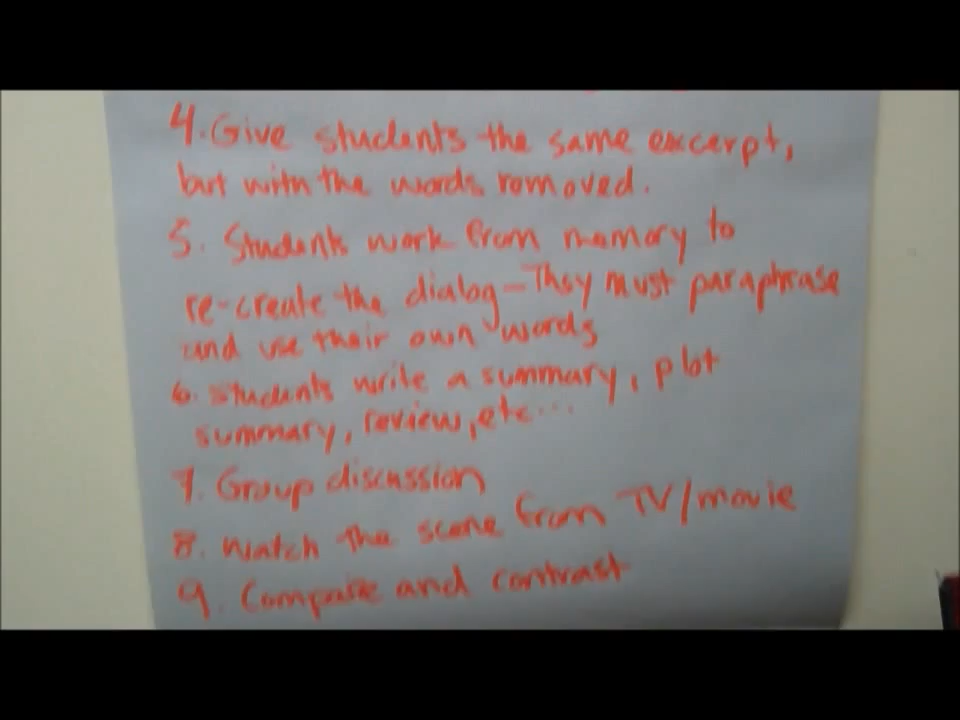 4. Give students the same excerpt,
but with the words removed.
5. Students work from memory to
re-create the dialog - They must paraphrase
and use their own words
6. Students write a summary, plot
summary, review, etc...
7. Group discussion
8. Watch the scene from TV/movie
9. Compare and contrast